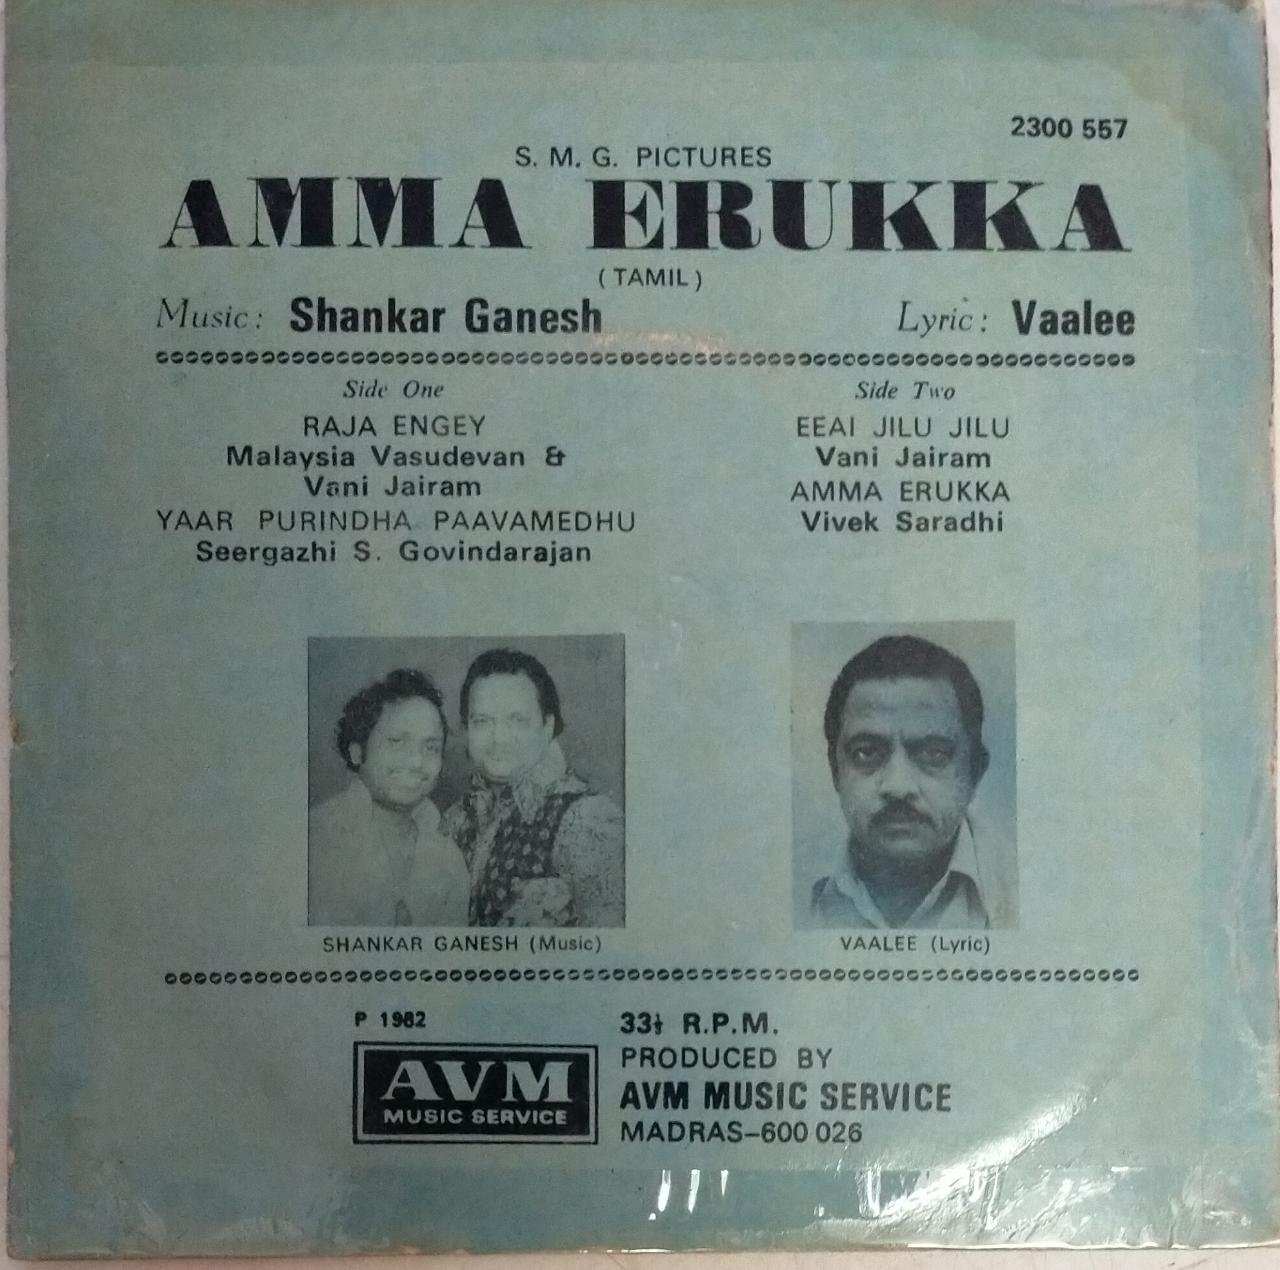 2300 557
S. M. G. PICTURES
AMMA ERUKKA
(TAMIL)
Music: Shankar Ganesh
Lyric: Vaalee
Side One
RAJA ENGEY
Malaysia Vasudevan &
Vani Jairam
YAAR PURINDHA PAAVAMEDHU
Seergazhi S. Govindarajan
Side Two
EEAI JILU JILU
Vani Jairam
AMMA ERUKKA
Vivek Saradhi
SHANKAR GANESH (Music)
VAALEE (Lyric)
P 1982
AVM
MUSIC SERVICE
33⅓ R.P.M.
PRODUCED BY
AVM MUSIC SERVICE
MADRAS–600 026